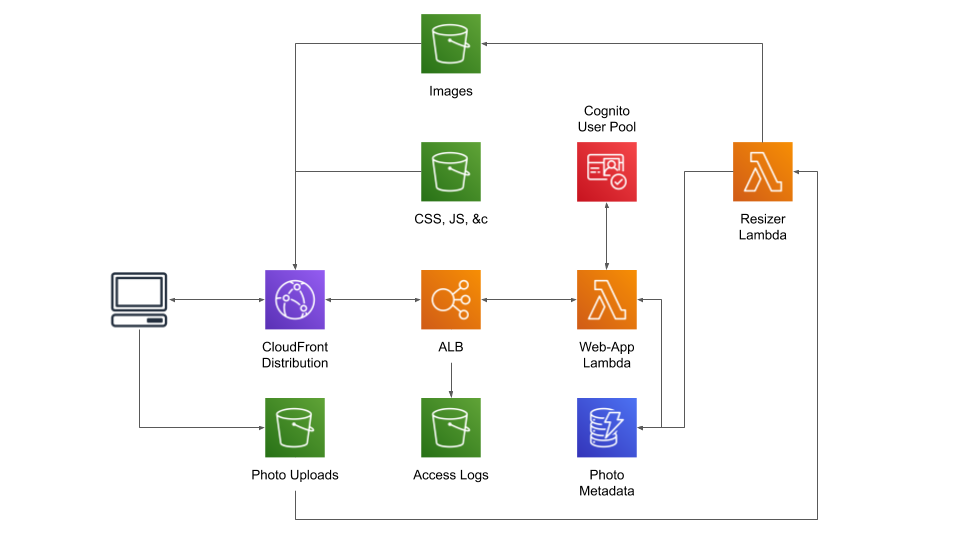 Images
Cognito
User Pool
CSS, JS, &c
Resizer
Lambda
CloudFront
Distribution
ALB
Web-App
Lambda
Photo Uploads
Access Logs
Photo
Metadata